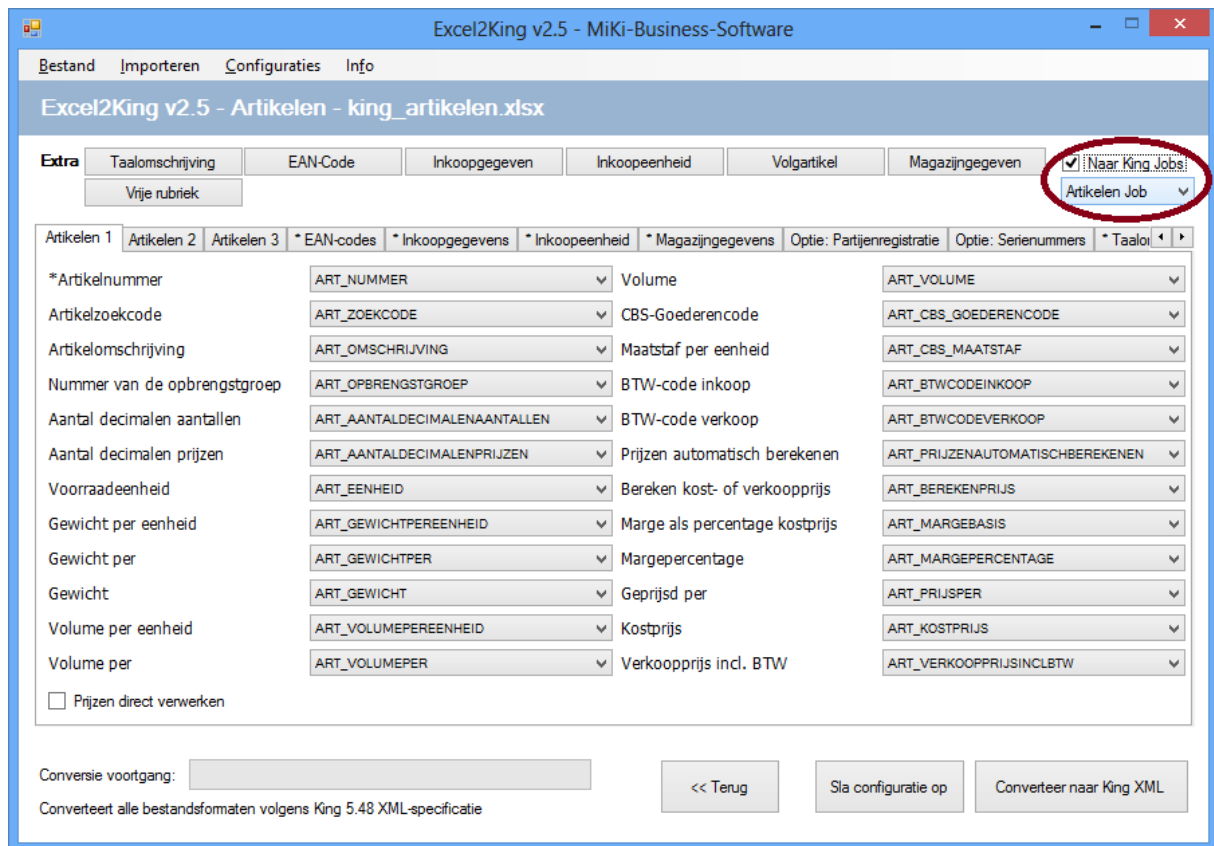 Excel2King v2.5 - MiKi-Business-Software
Bestand Importeren Configuraties Info
Excel2King v2.5 - Artikelen - king_artikelen.xlsx
Extra Taalomschrijving EAN-Code Inkoopgegeven Inkoopeenheid Volgartikel Magazijngegeven Naar King Jobs
Vrije rubriek Artikelen Job
Artikelen 1 Artikelen 2 Artikelen 3 * EAN-codes * Inkoopgegevens * Inkoopeenheid * Magazijngegevens Optie: Partijenregistratie Optie: Serienummers * Taalo
*Artikelnummer ART_NUMMER Volume ART_VOLUME
Artikelzoekcode ART_ZOEKCODE CBS-Goederencode ART_CBS_GOEDERENCODE
Artikelomschrijving ART_OMSCHRIJVING Maatstaf per eenheid ART_CBS_MAATSTAF
Nummer van de opbrengstgroep ART_OPBRENGSTGROEP BTW-code inkoop ART_BTWCODEINKOOP
Aantal decimalen aantallen ART_AANTALDECIMALENAANTALLEN BTW-code verkoop ART_BTWCODEVERKOOP
Aantal decimalen prijzen ART_AANTALDECIMALENPRIJZEN Prijzen automatisch berekenen ART_PRIJZENAUTOMATISCHBEREKENEN
Voorraadeenheid ART_EENHEID Bereken kost- of verkoopprijs ART_BEREKENPRIJS
Gewicht per eenheid ART_GEWICHTPEREENHEID Marge als percentage kostprijs ART_MARGEBASIS
Gewicht per ART_GEWICHTPER Margepercentage ART_MARGEPERCENTAGE
Gewicht ART_GEWICHT Geprijsd per ART_PRIJSPER
Volume per eenheid ART_VOLUMEPEREENHEID Kostprijs ART_KOSTPRIJS
Volume per ART_VOLUMEPER Verkoopprijs incl. BTW ART_VERKOOPPRIJSINCLBTW
Prijzen direct verwerken
Conversie voortgang: << Terug Sla configuratie op Converteer naar King XML
Converteert alle bestandsformaten volgens King 5.48 XML-specificatie